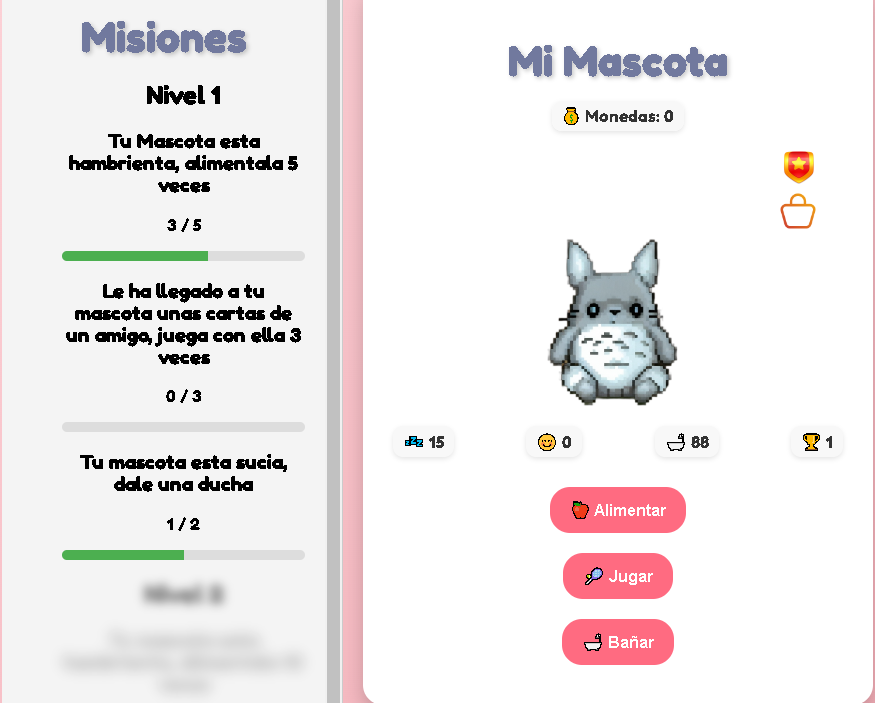 Misiones
Nivel 1
Tu Mascota esta
hambrienta, alimentala 5
veces
3 / 5
Le ha llegado a tu
mascota unas cartas de
un amigo, juega con ella 3
veces
0 / 3
Tu mascota esta sucia,
dale una ducha
1 / 2
Mi Mascota
Monedas: 0
15
0
88
1
Alimentar
Jugar
Bañar